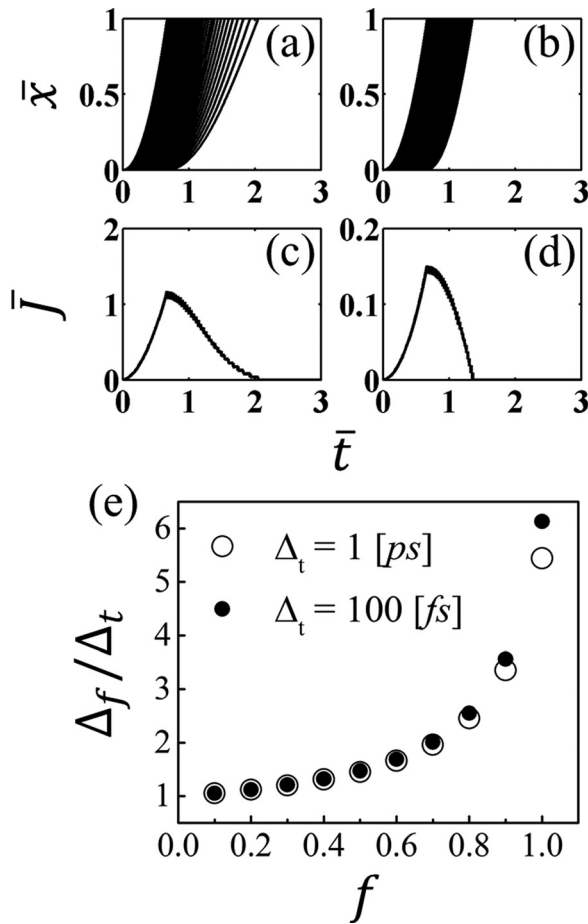 (a) (b)
x̄
1 1
0.5 0.5
0 0
0 1 2 3 0 1 2 3
(c) (d)
J̄
2 0.2
1 0.1
0 0
0 1 2 3 0 1 2 3
t̄
(e)
Δf / Δt
6
5
4
3
2
1
Δt = 1 [ps]
Δt = 100 [fs]
0.0 0.2 0.4 0.6 0.8 1.0
f